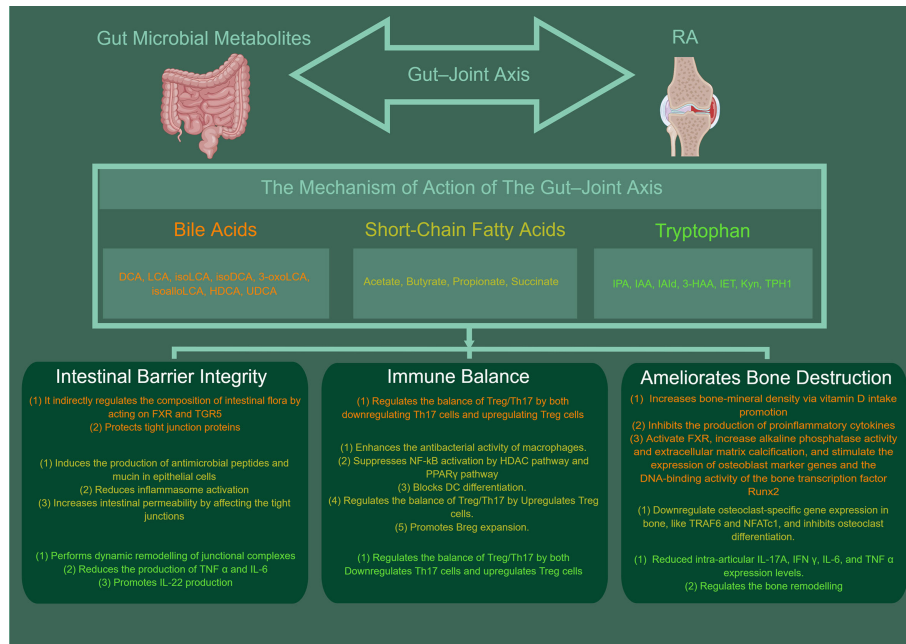 Gut Microbial Metabolites
RA
Gut–Joint Axis
The Mechanism of Action of The Gut–Joint Axis
Bile Acids
DCA, LCA, isoLCA, isoDCA, 3-oxoLCA,
isoalloLCA, HDCA, UDCA
Short-Chain Fatty Acids
Acetate, Butyrate, Propionate, Succinate
Tryptophan
IPA, IAA, IAld, 3-HAA, IET, Kyn, TPH1
Intestinal Barrier Integrity
(1) It indirectly regulates the composition of intestinal flora by
acting on FXR and TGR5
(2) Protects tight junction proteins
(1) Induces the production of antimicrobial peptides and
mucin in epithelial cells
(2) Reduces inflammasome activation
(3) Increases intestinal permeability by affecting the tight
junctions
(1) Performs dynamic remodelling of junctional complexes
(2) Reduces the production of TNF α and IL-6
(3) Promotes IL-22 production
Immune Balance
(1) Regulates the balance of Treg/Th17 by both
downregulating Th17 cells and upregulating Treg cells
(1) Enhances the antibacterial activity of macrophages.
(2) Suppresses NF-kB activation by HDAC pathway and
PPARγ pathway
(3) Blocks DC differentiation.
(4) Regulates the balance of Treg/Th17 by Upregulates Treg
cells.
(5) Promotes Breg expansion.
(1) Regulates the balance of Treg/Th17 by both
Downregulates Th17 cells and upregulates Treg cells
Ameliorates Bone Destruction
(1) Increases bone-mineral density via vitamin D intake
promotion
(2) Inhibits the production of proinflammatory cytokines
(3) Activate FXR, increase alkaline phosphatase activity
and extracellular matrix calcification, and stimulate the
expression of osteoblast marker genes and the
DNA-binding activity of the bone transcription factor
Runx2
(1) Downregulate osteoclast-specific gene expression in
bone, like TRAF6 and NFATc1, and inhibits osteoclast
differentiation.
(1) Reduced intra-articular IL-17A, IFN γ, IL-6, and TNF α
expression levels.
(2) Regulates the bone remodelling